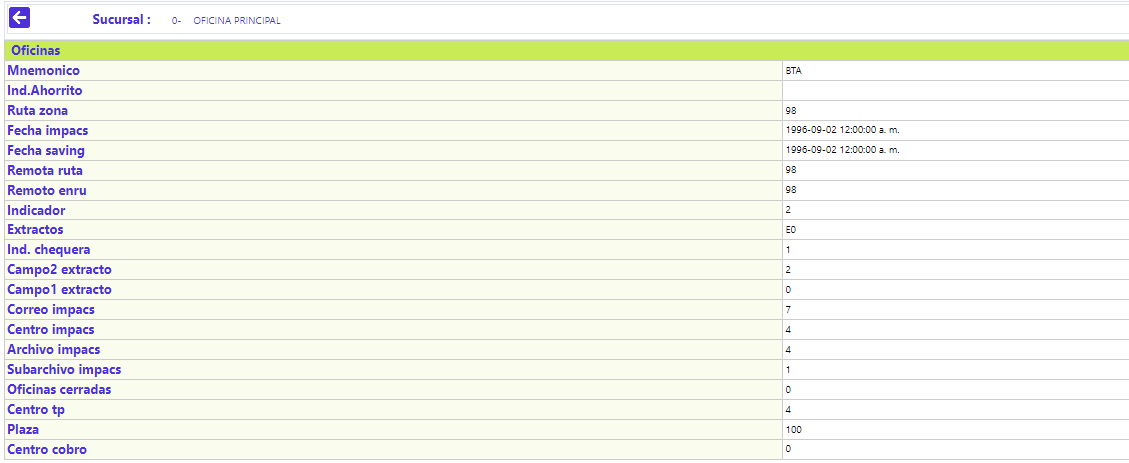 Sucursal : 0- OFICINA PRINCIPAL
Oficinas
Mnemonico BTA
Ind.Ahorrito
Ruta zona 98
Fecha impacs 1996-09-02 12:00:00 a. m.
Fecha saving 1996-09-02 12:00:00 a. m.
Remota ruta 98
Remoto enru 98
Indicador 2
Extractos E0
Ind. chequera 1
Campo2 extracto 2
Campo1 extracto 0
Correo impacs 7
Centro impacs 4
Archivo impacs 4
Subarchivo impacs 1
Oficinas cerradas 0
Centro tp 4
Plaza 100
Centro cobro 0